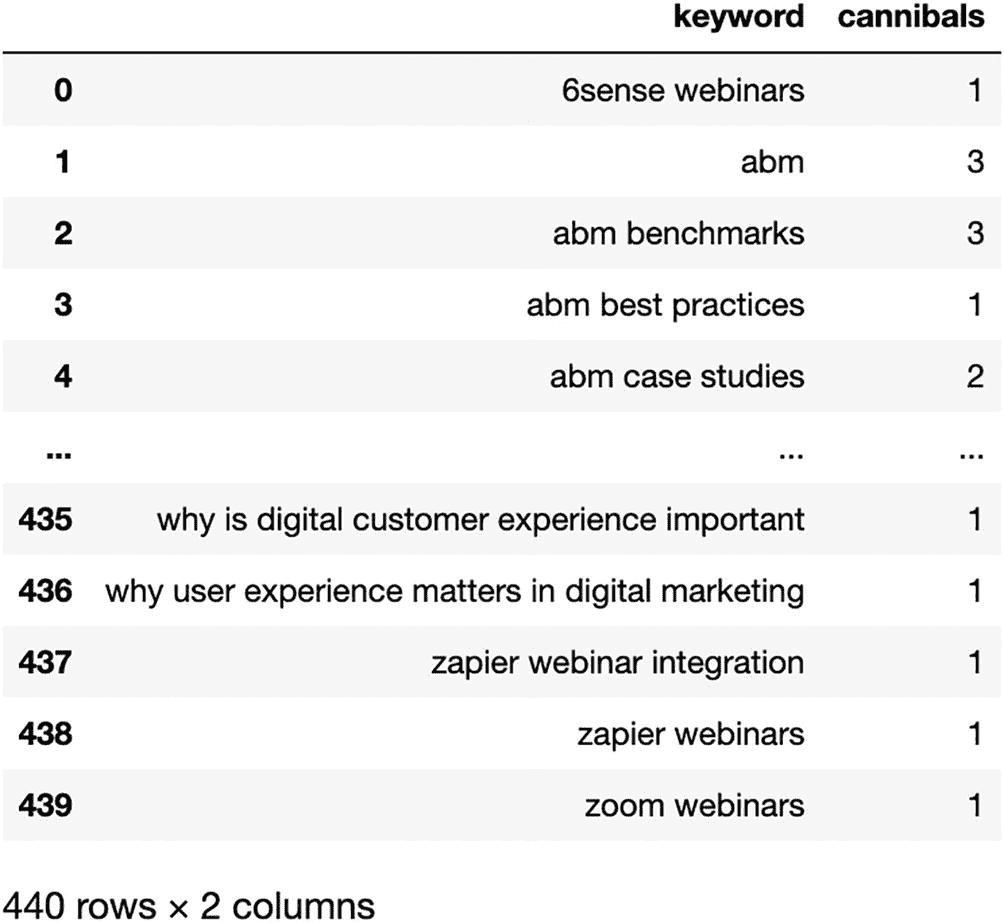 keyword cannibals
0 6sense webinars 1
1 abm 3
2 abm benchmarks 3
3 abm best practices 1
4 abm case studies 2
... ... ...
435 why is digital customer experience important 1
436 why user experience matters in digital marketing 1
437 zapier webinar integration 1
438 zapier webinars 1
439 zoom webinars 1
440 rows × 2 columns